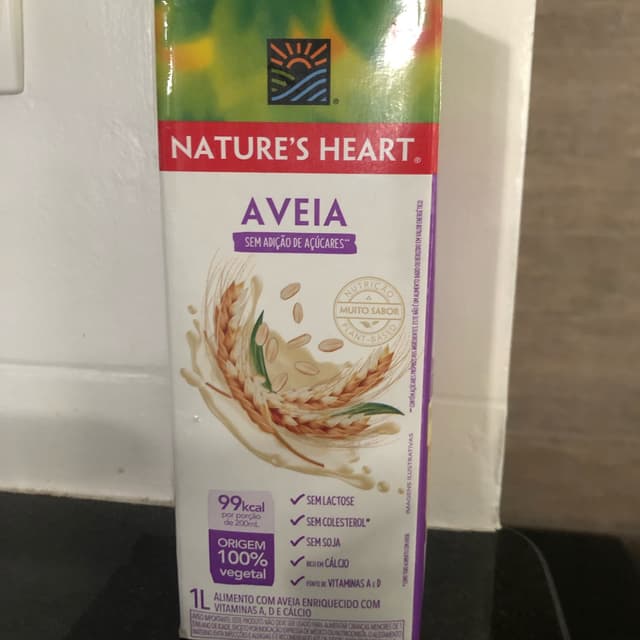 NATURE'S HEART®
AVEIA
SEM ADIÇÃO DE AÇÚCARES**
NUTRIÇÃO
MUITO SABOR
PLANT-BASED
IMAGENS ILUSTRATIVAS
99kcal
por porção
de 200mL
ORIGEM
100%
vegetal
SEM LACTOSE
SEM COLESTEROL*
SEM SOJA
RICO EM CÁLCIO
FONTE DE VITAMINAS A E D
1L ALIMENTO COM AVEIA ENRIQUECIDO COM
VITAMINAS A, D E CÁLCIO